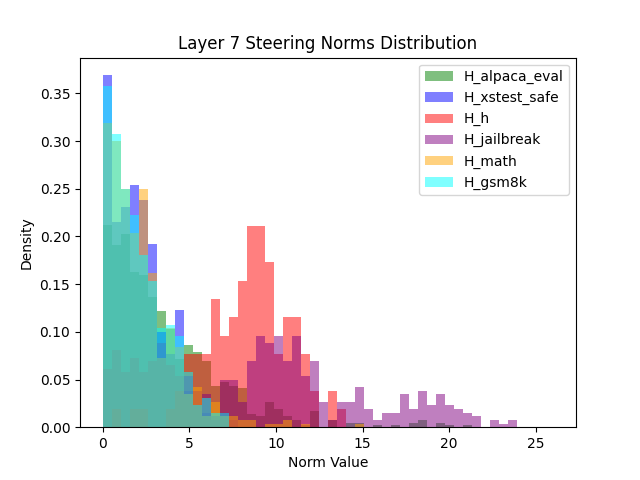 Layer 7 Steering Norms Distribution
H_alpaca_eval
H_xstest_safe
H_h
H_jailbreak
H_math
H_gsm8k
0.35
0.30
0.25
0.20
0.15
0.10
0.05
0.00
Density
0 5 10 15 20 25
Norm Value